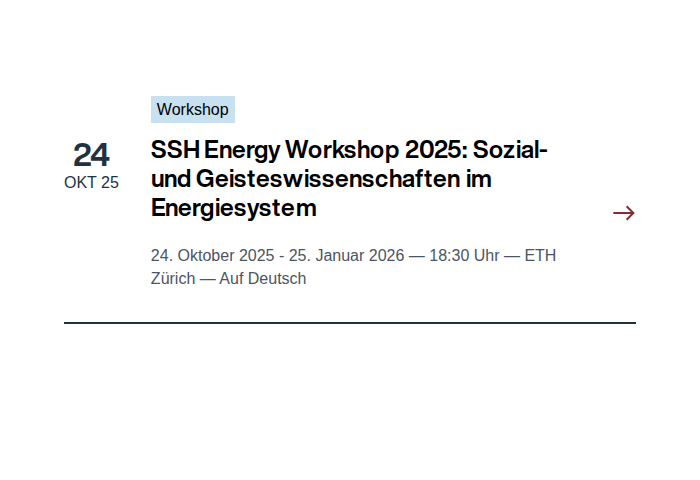 Workshop
24
OKT 25
SSH Energy Workshop 2025: Sozial-
und Geisteswissenschaften im
Energiesystem
24. Oktober 2025 - 25. Januar 2026 — 18:30 Uhr — ETH
Zürich — Auf Deutsch